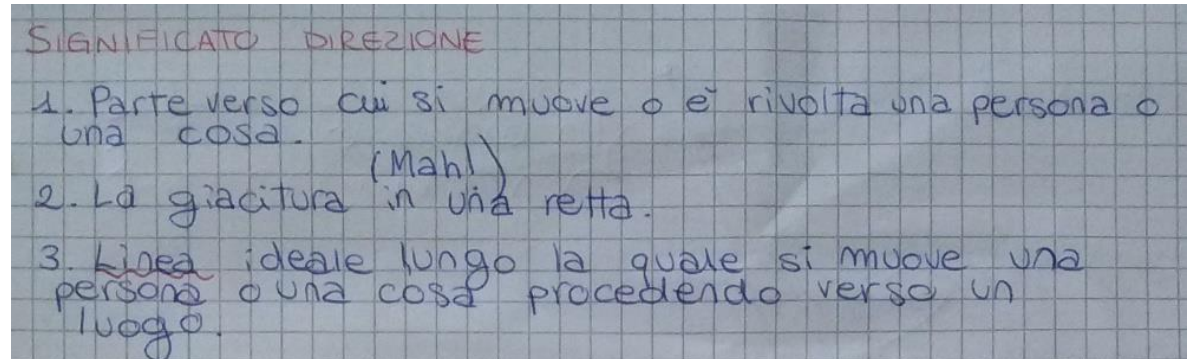 SIGNIFICATO DIREZIONE
1. Parte verso cui si muove o è rivolta una persona o
una cosa.
(Mah!)
2. La giacitura in una retta.
3. Linea ideale lungo la quale si muove una
persona o una cosa procedendo verso un
luogo.